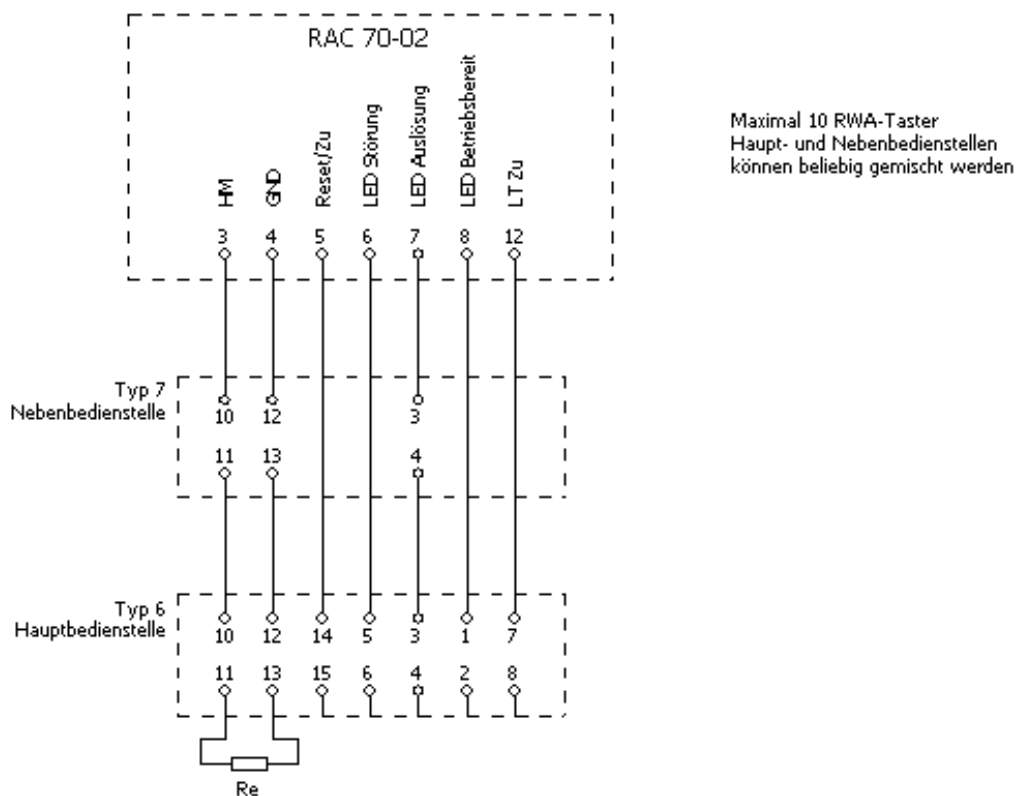 RAC 70-02
HM
GND
Reset/Zu
LED Störung
LED Auslösung
LED Betriebsbereit
LT Zu
3 4 5 6 7 8 12
Maximal 10 RWA-Taster
Haupt- und Nebenbedienstellen
können beliebig gemischt werden
Typ 7
Nebenbedienstelle
10 12 3
11 13 4
Typ 6
Hauptbedienstelle
10 12 14 5 3 1 7
11 13 15 6 4 2 8
Re